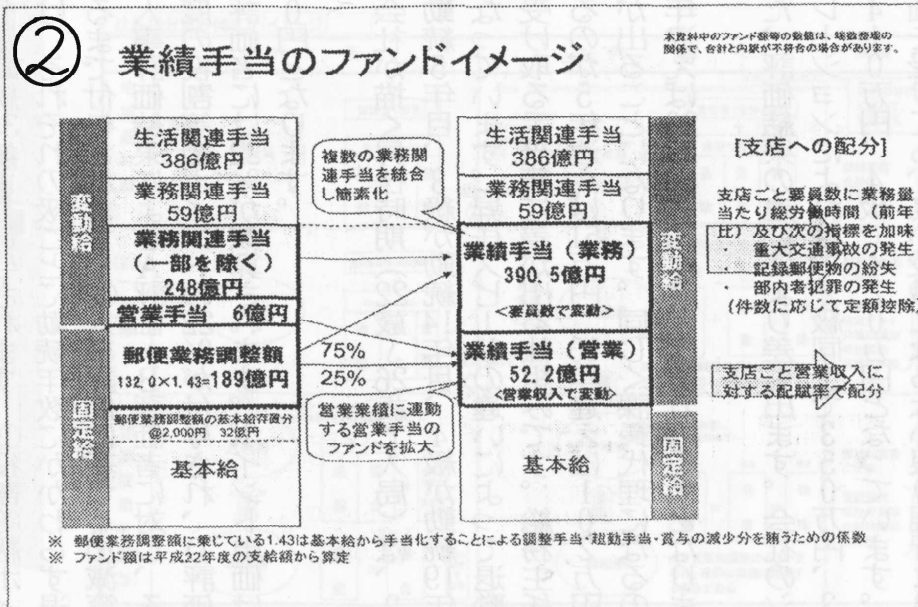 ②
業績手当のファンドイメージ
本資料中のファンド額等の数値は、端数整理の
関係で、合計と内訳が不符合の場合があります。
変動給
固定給
生活関連手当
386億円
業務関連手当
59億円
業務関連手当
(一部を除く)
248億円
営業手当 6億円
郵便業務調整額
132.0×1.43=189億円
郵便業務調整額の基本給存置分
@2,000円 32億円
基本給
複数の業務関
連手当を統合
し簡素化
75%
25%
営業業績に連動
する営業手当の
ファンドを拡大
生活関連手当
386億円
業務関連手当
59億円
業績手当(業務)
390.5億円
<要員数で変動>
業績手当(営業)
52.2億円
<営業収入で変動>
基本給
変動給
固定給
[支店への配分]
支店ごと要員数に業務量
当たり総労働時間(前年
比)及び次の指標を加味
・ 重大交通事故の発生
・ 記録郵便物の紛失
・ 部内者犯罪の発生
(件数に応じて定額控除)
支店ごと営業収入に
対する配賦率で配分
※ 郵便業務調整額に乗じている1.43は基本給から手当化することによる調整手当・超勤手当・賞与の減少分を賄うための係数
※ ファンド額は平成22年度の支給額から算定